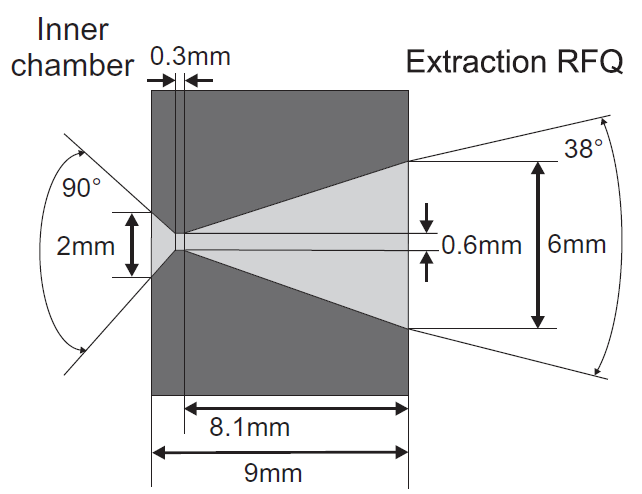 Inner
chamber
0.3mm
Extraction RFQ
90°
38°
2mm
0.6mm
6mm
8.1mm
9mm